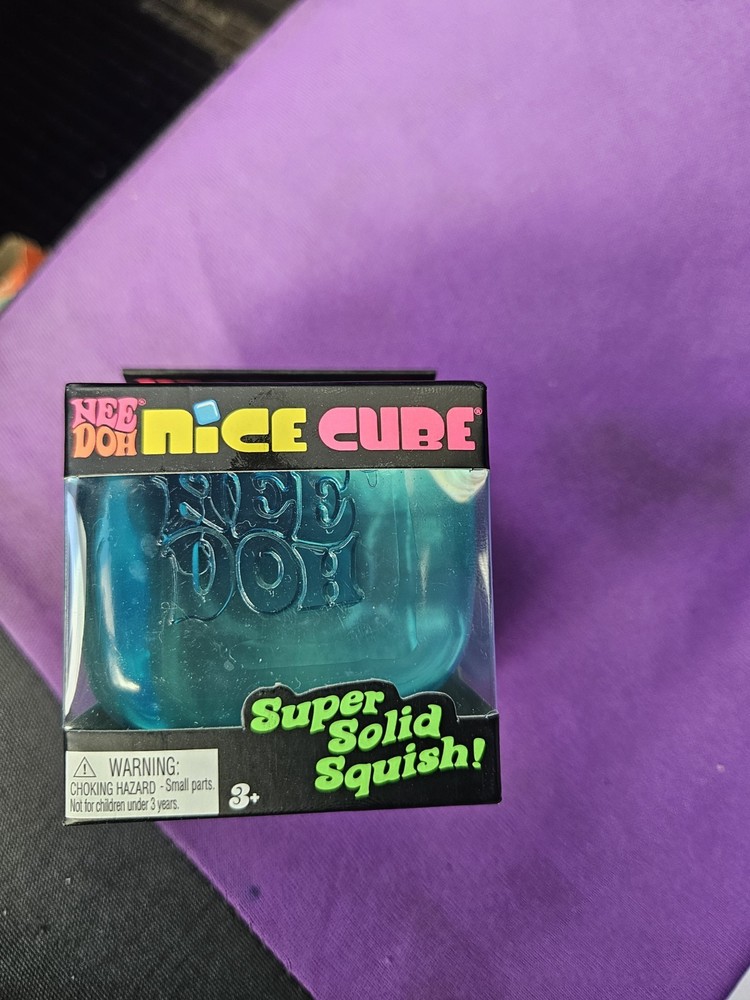 NEE DOH® NiCE CUBE®
NEE
DOH
Super
Solid
Squish!
⚠ WARNING:
CHOKING HAZARD - Small parts.
Not for children under 3 years.
3+